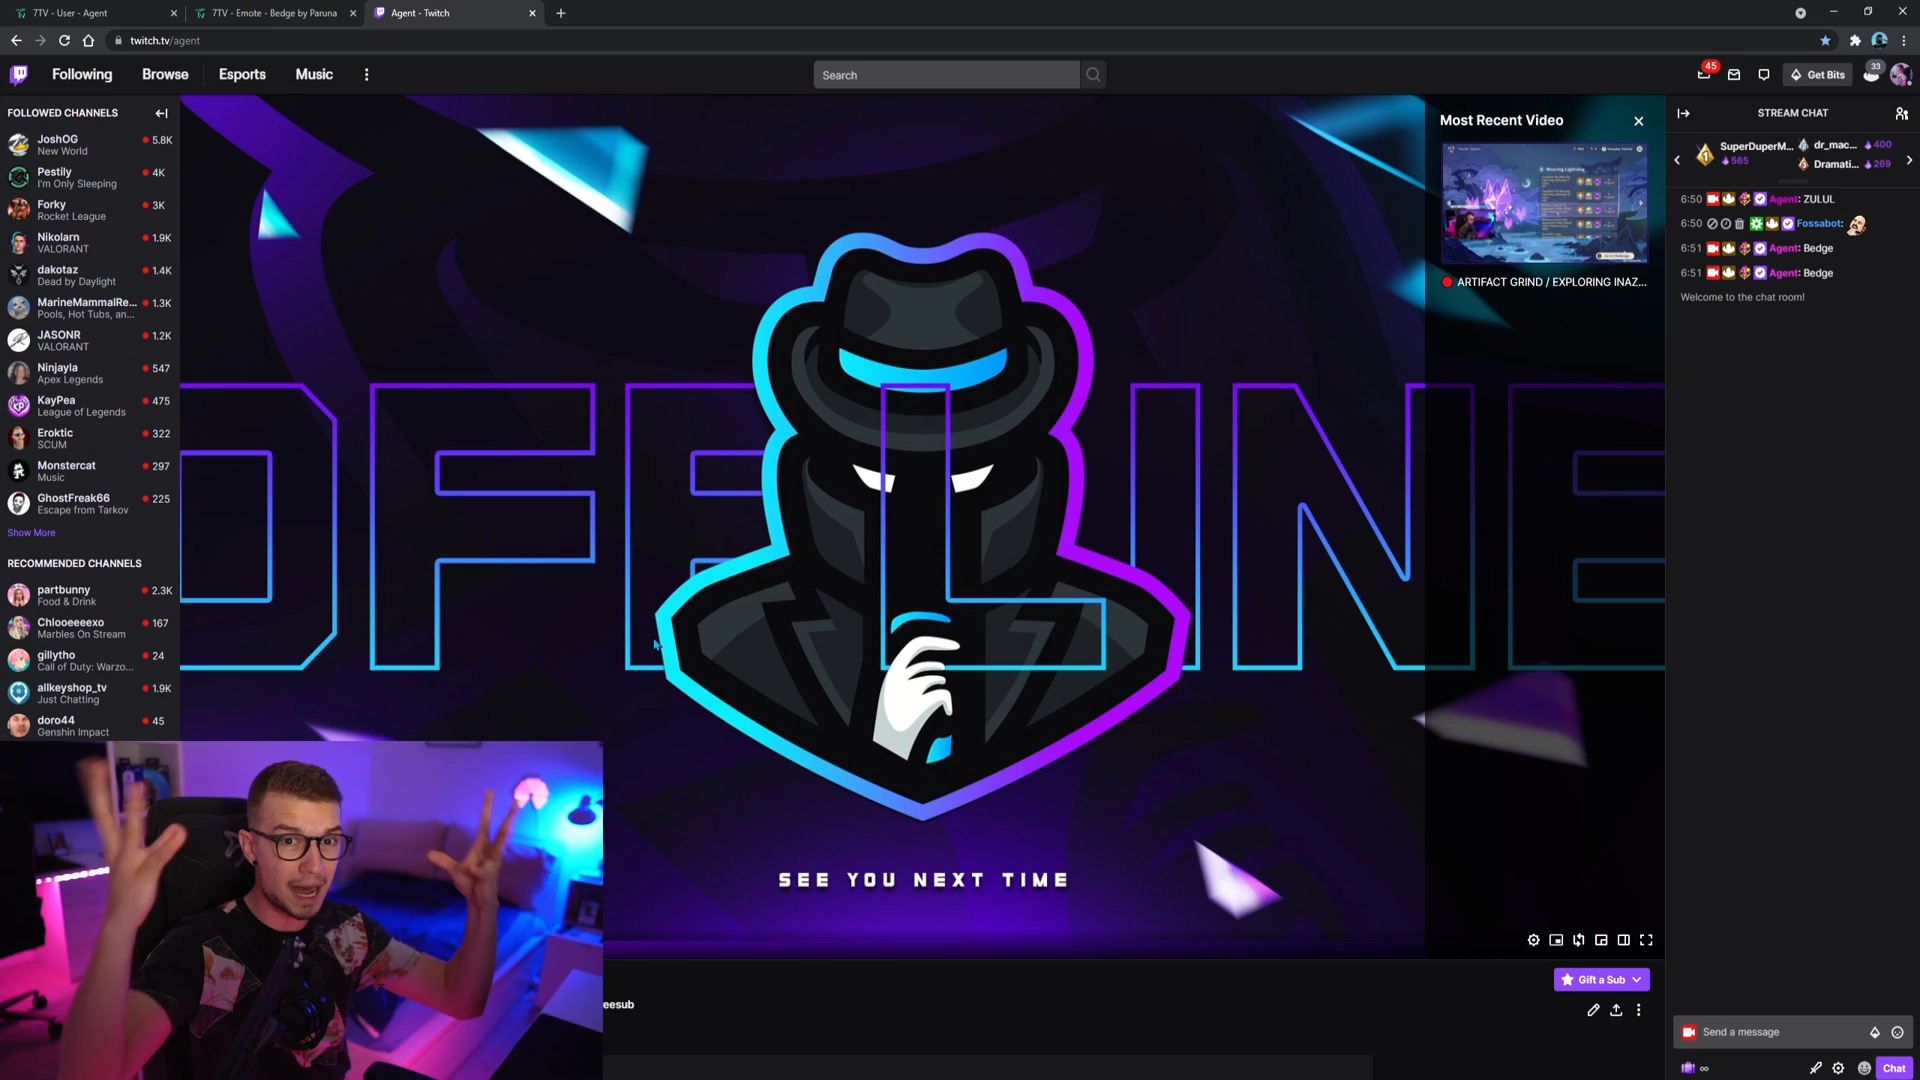 7TV - User - Agent
7TV - Emote - Bedge by Paruna
Agent - Twitch
twitch.tv/agent
Following
Browse
Esports
Music
Search
45
Get Bits
33
FOLLOWED CHANNELS
JoshOG
5.8K
New World
Pestily
4K
I'm Only Sleeping
Forky
3K
Rocket League
Nikolarn
1.9K
VALORANT
dakotaz
1.4K
Dead by Daylight
MarineMammalRe...
1.3K
Pools, Hot Tubs, an...
JASONR
1.2K
VALORANT
Ninjayla
547
Apex Legends
KayPea
475
League of Legends
Eroktic
322
SCUM
Monstercat
297
Music
GhostFreak66
225
Escape from Tarkov
Show More
RECOMMENDED CHANNELS
partbunny
2.3K
Food & Drink
Chlooeeeexo
167
Marbles On Stream
gillytho
24
Call of Duty: Warzo...
allkeyshop_tv
1.9K
Just Chatting
doro44
45
Genshin Impact
OFFLINE
SEE YOU NEXT TIME
Most Recent Video
ARTIFACT GRIND / EXPLORING INAZ...
Gift a Sub
eesub
STREAM CHAT
1
SuperDuperM...
565
dr_mac...
400
Dramati...
269
6:50 Agent: ZULUL
6:50 Fossabot:
6:51 Agent: Bedge
6:51 Agent: Bedge
Welcome to the chat room!
Send a message
∞
Chat